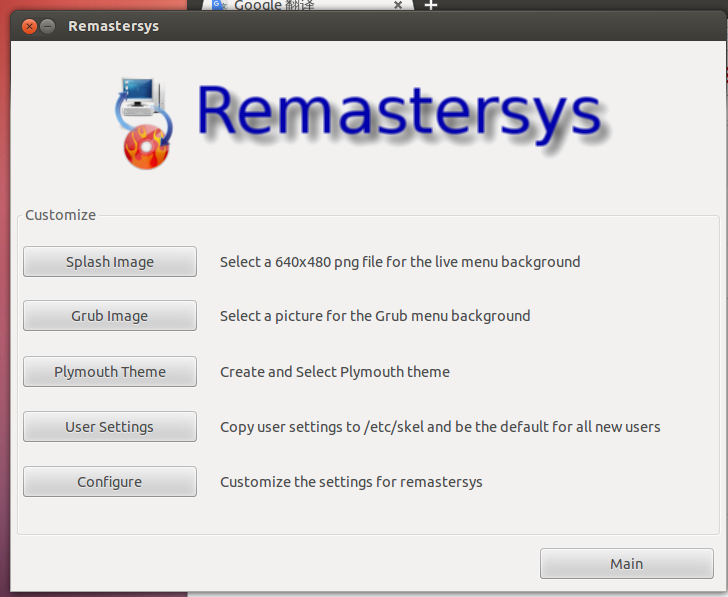 Google 翻译
Remastersys
Remastersys
Customize
Splash Image Select a 640x480 png file for the live menu background
Grub Image Select a picture for the Grub menu background
Plymouth Theme Create and Select Plymouth theme
User Settings Copy user settings to /etc/skel and be the default for all new users
Configure Customize the settings for remastersys
Main